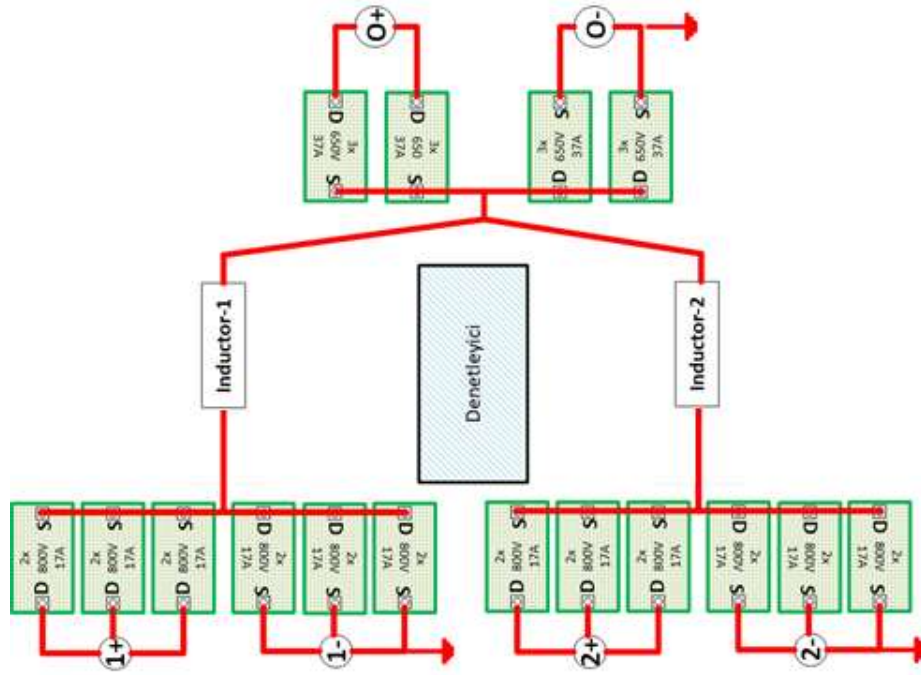 O+
O-
3x
D 650V S
37A
3x
D 650 S
37A
3x
D 650V S
37A
3x
D 650V S
37A
Inductor-1
Denetleyici
Inductor-2
2x
D 800V S
17A
2x
D 800V S
17A
2x
D 800V S
17A
2x
D 800V S
17A
2x
D 800V S
17A
2x
D 800V S
17A
2x
D 800V S
17A
2x
D 800V S
17A
2x
D 800V S
17A
2x
D 800V S
17A
2x
D 800V S
17A
2x
D 800V S
17A
1+
1-
2+
2-